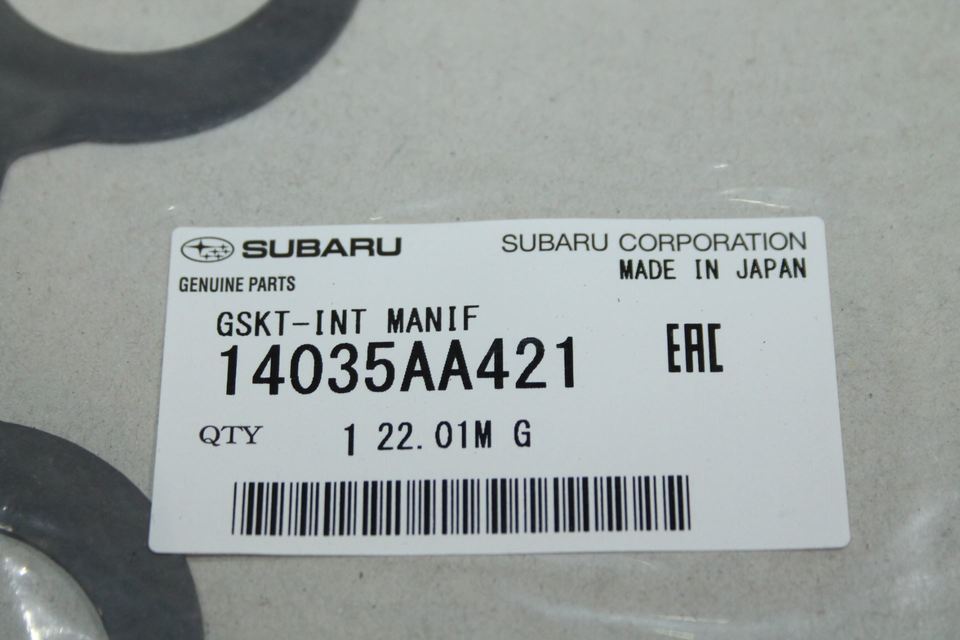 SUBARU
SUBARU CORPORATION
GENUINE PARTS
MADE IN JAPAN
GSKT-INT MANIF
14035AA421
EAC
QTY 1 22.01M G